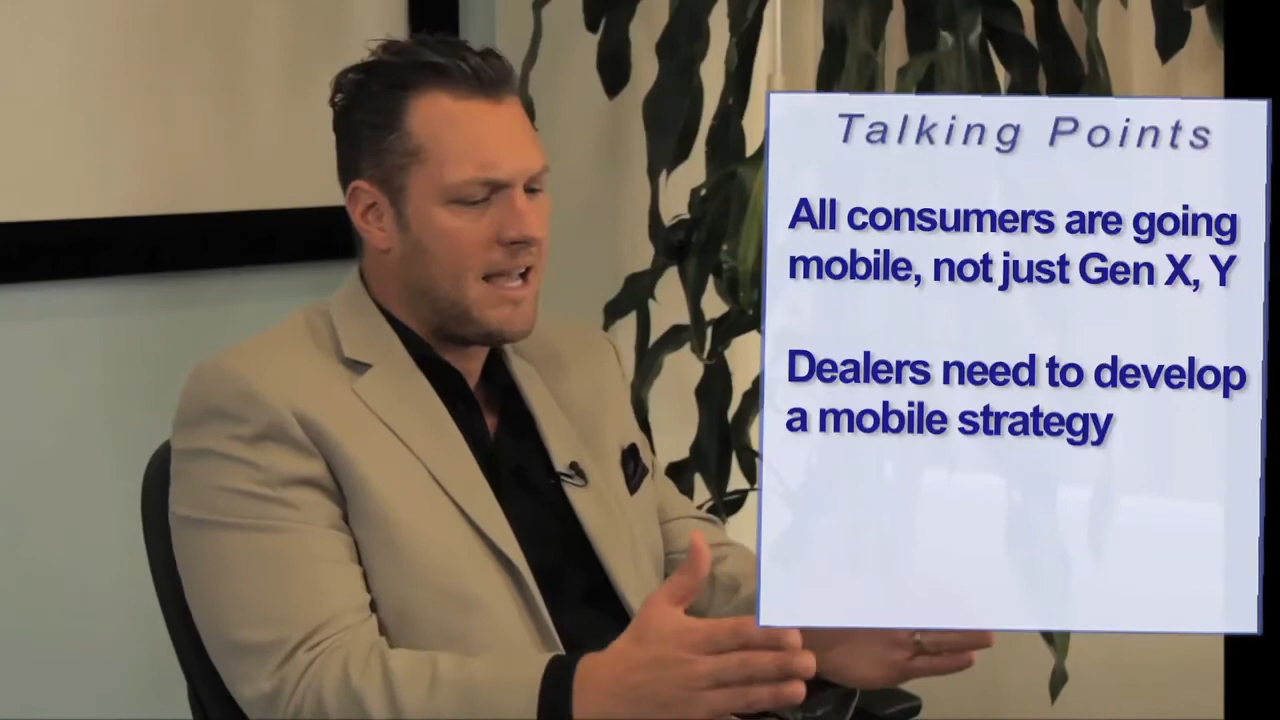 Talking Points
All consumers are going
mobile, not just Gen X, Y
Dealers need to develop
a mobile strategy